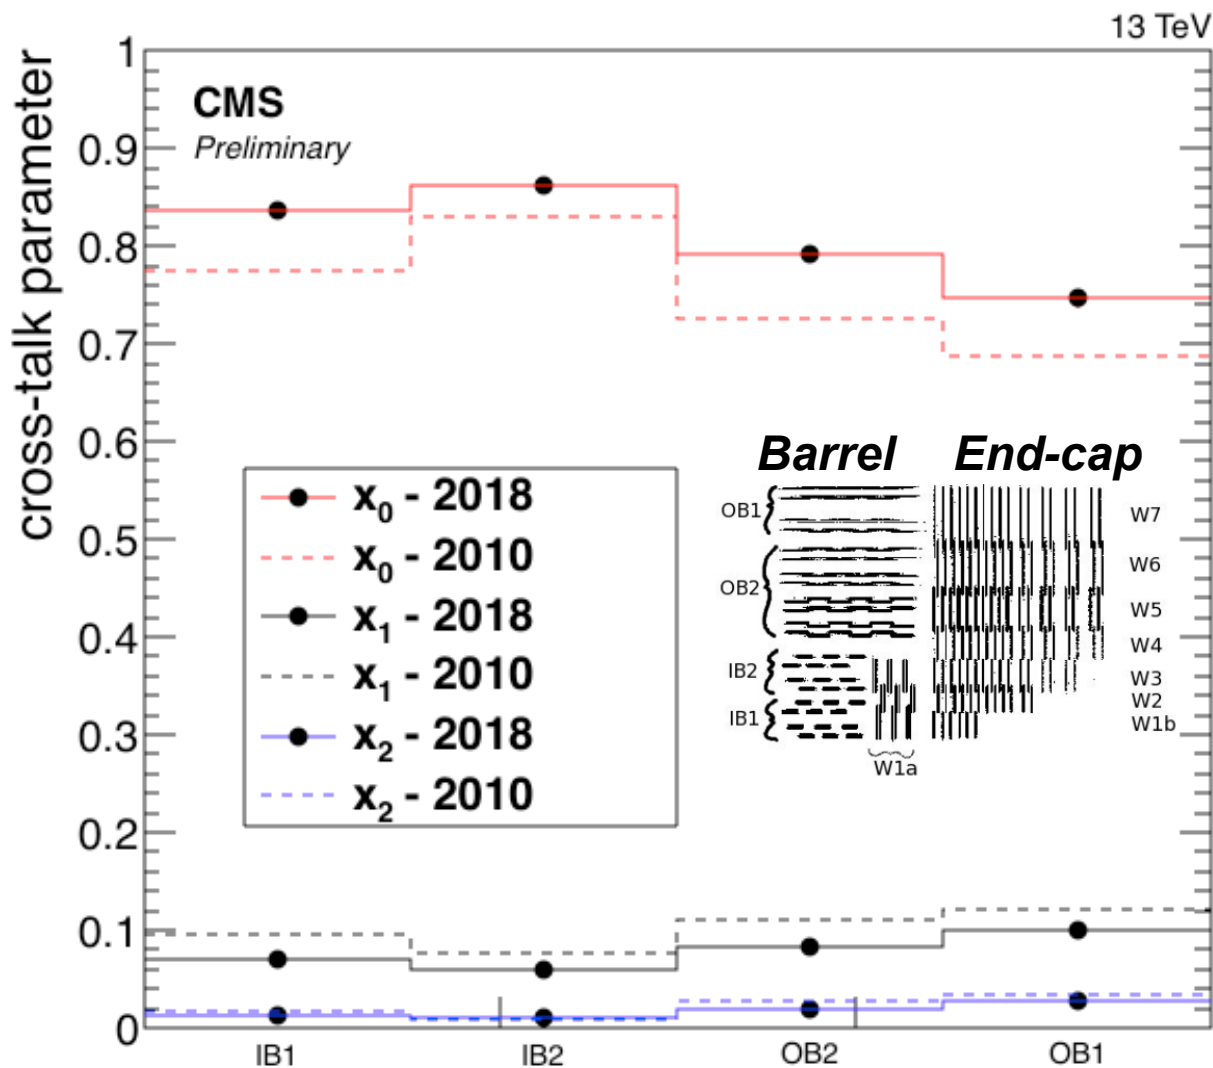 13 TeV
CMS
Preliminary
cross-talk parameter
1
0.9
0.8
0.7
0.6
0.5
0.4
0.3
0.2
0.1
0
x0 - 2018
x0 - 2010
x1 - 2018
x1 - 2010
x2 - 2018
x2 - 2010
Barrel End-cap
OB1
OB2
IB2
IB1
W7
W6
W5
W4
W3
W2
W1b
W1a
IB1 IB2 OB2 OB1